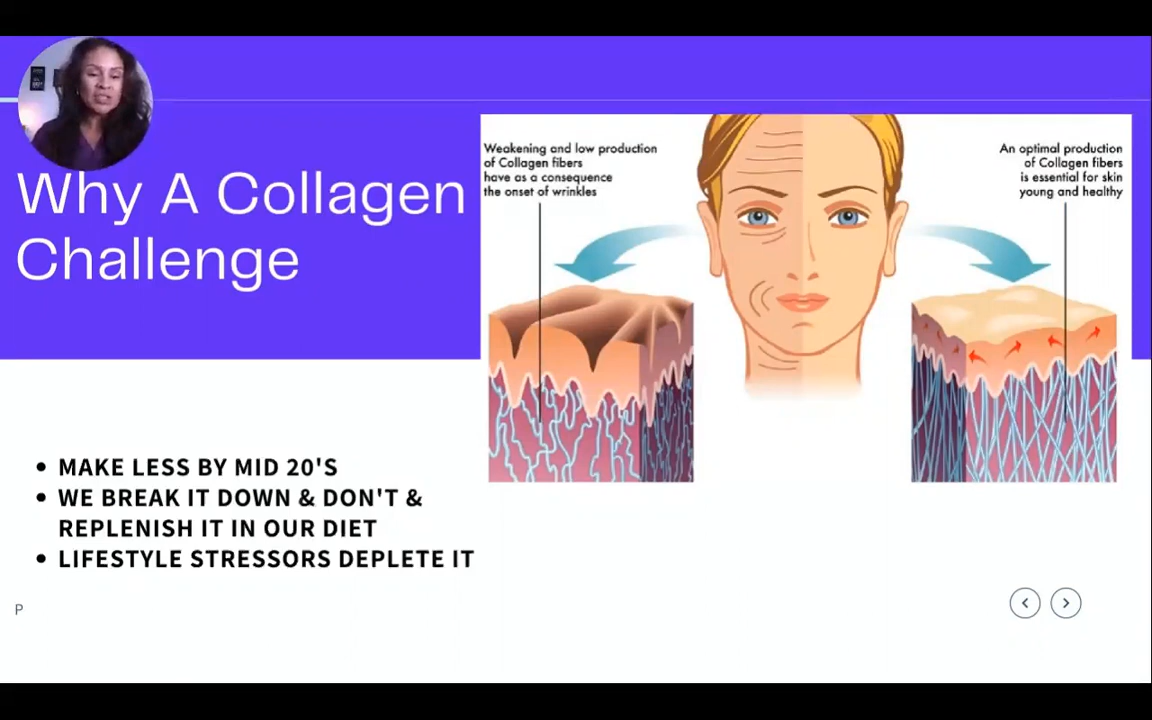 Why A Collagen
Challenge
Weakening and low production
of Collagen fibers
have as a consequence
the onset of wrinkles
An optimal production
of Collagen fibers
is essential for skin
young and healthy
MAKE LESS BY MID 20'S
WE BREAK IT DOWN & DON'T &
REPLENISH IT IN OUR DIET
LIFESTYLE STRESSORS DEPLETE IT
P